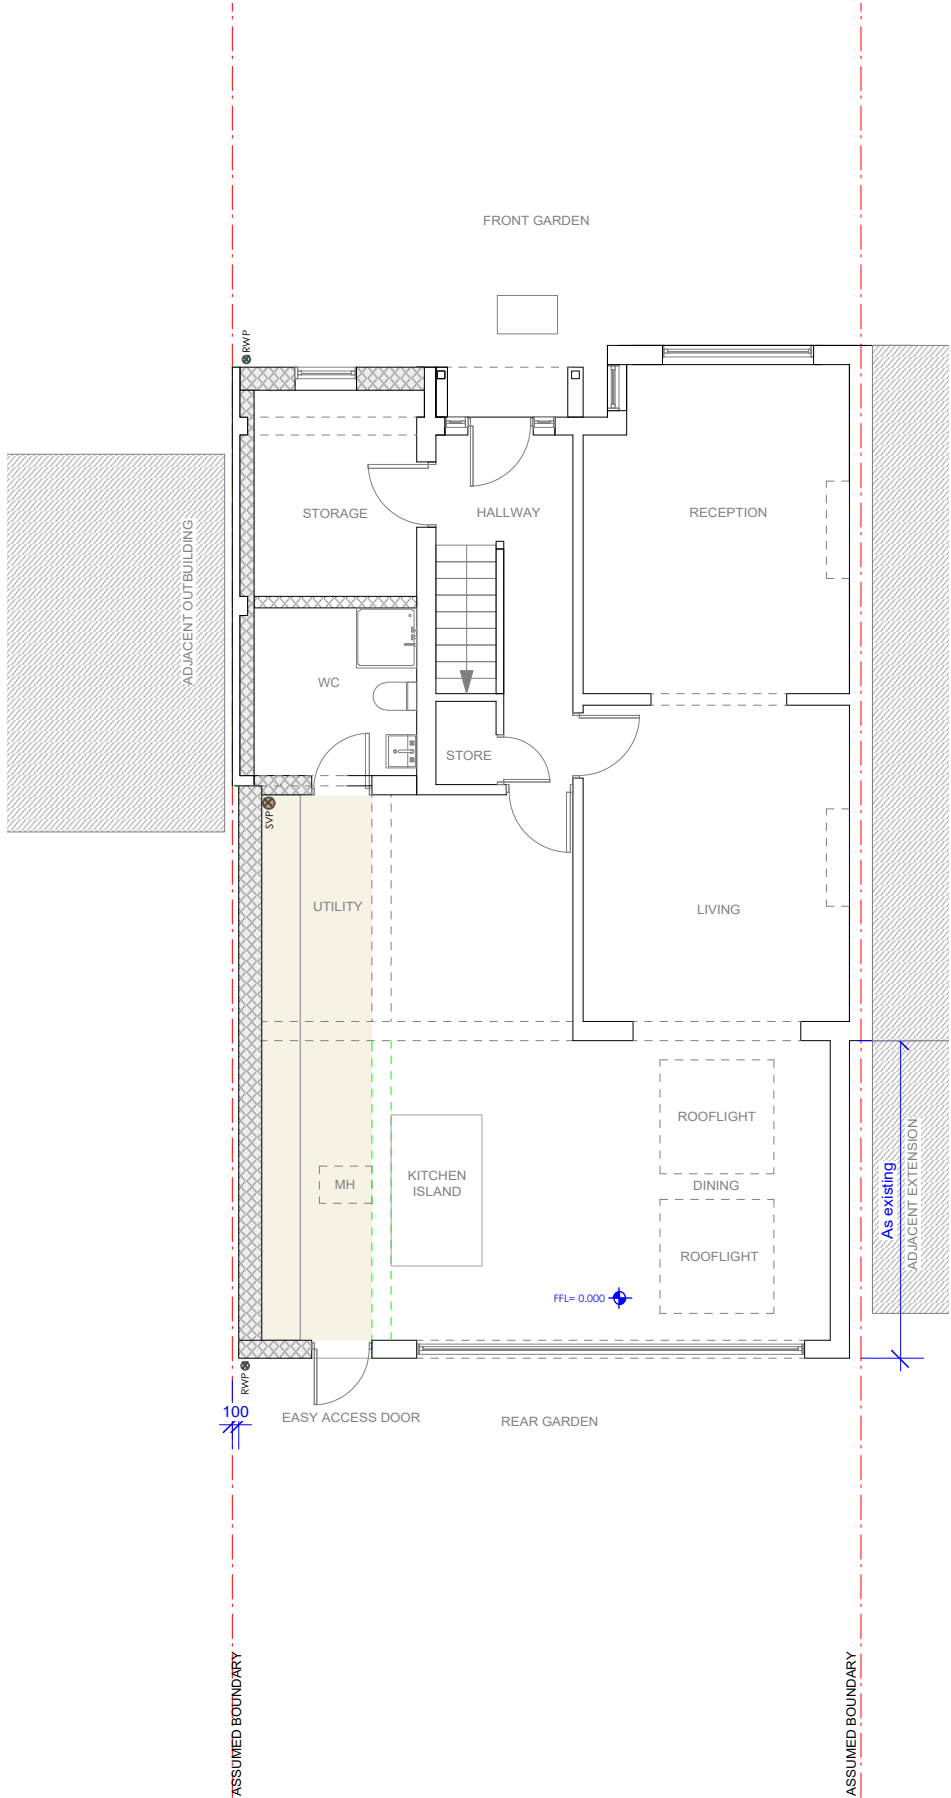 FRONT GARDEN
RWP
STORAGE
HALLWAY
RECEPTION
ADJACENT OUTBUILDING
WC
STORE
SVP
UTILITY
LIVING
ROOFLIGHT
KITCHEN
ISLAND
MH
DINING
As existing
ADJACENT EXTENSION
ROOFLIGHT
FFL= 0.000
RWP
100
EASY ACCESS DOOR
REAR GARDEN
ASSUMED BOUNDARY
ASSUMED BOUNDARY